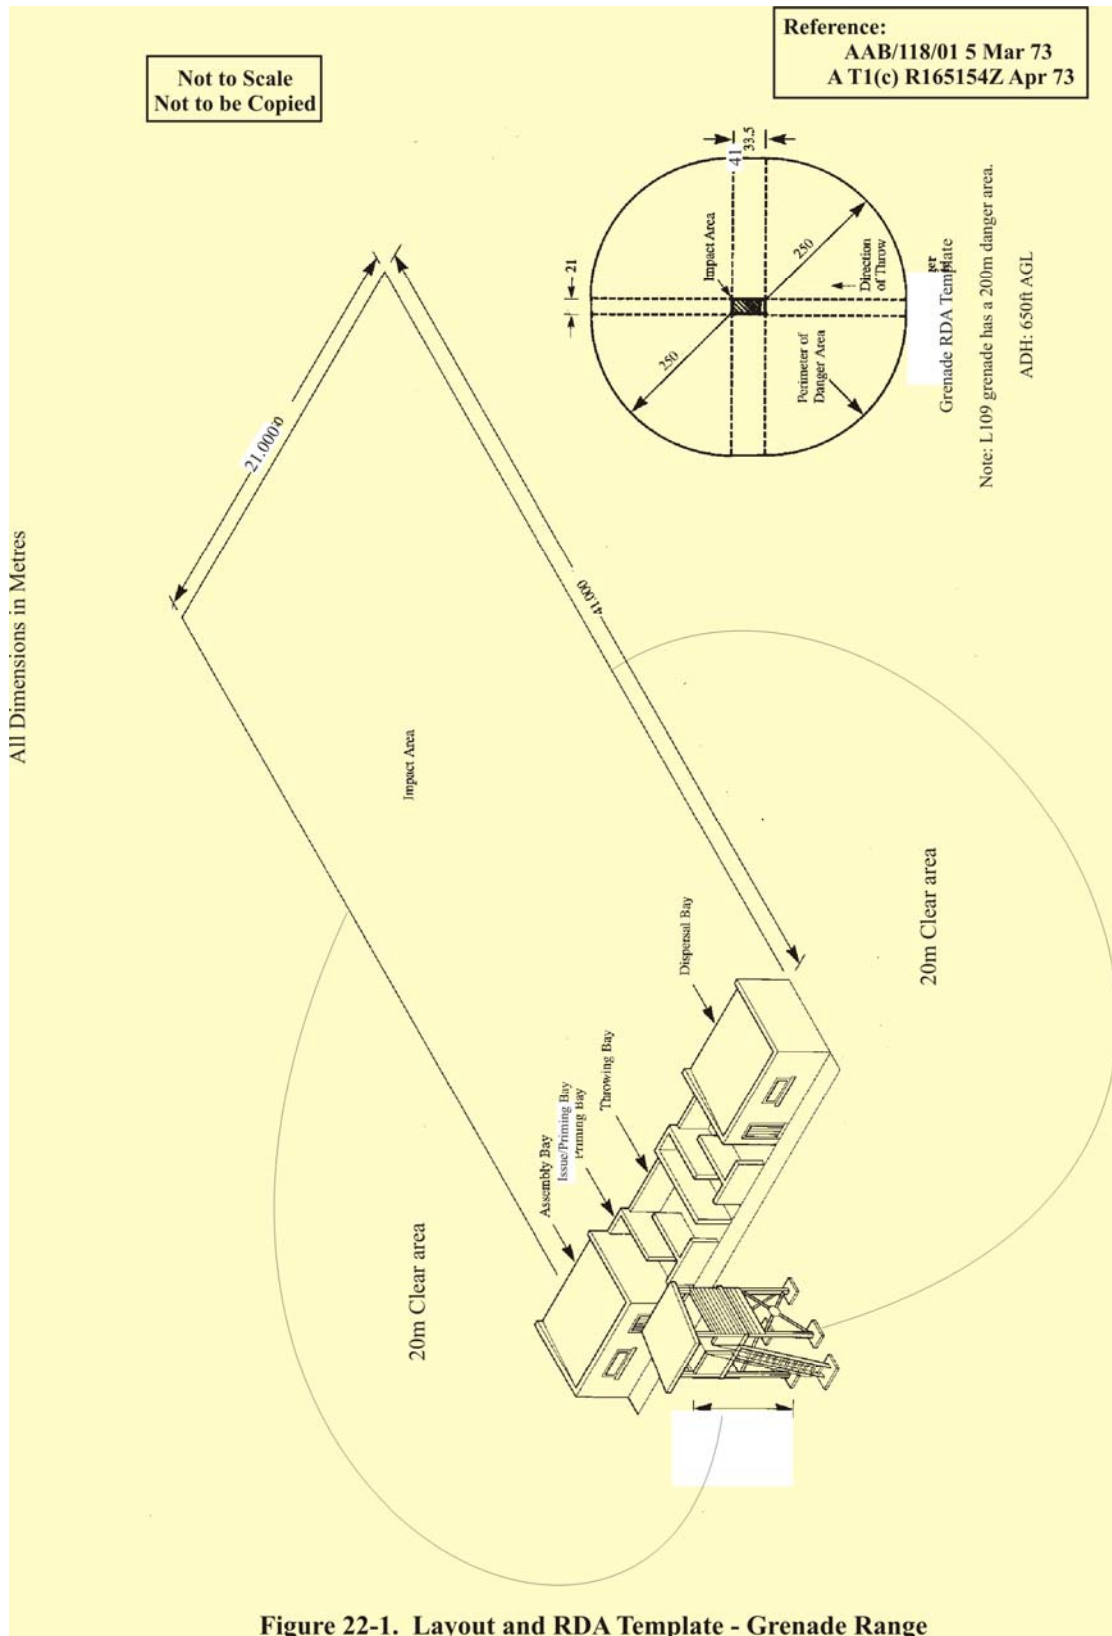 Reference:
AAB/118/01 5 Mar 73
A T1(c) R165154Z Apr 73
Not to Scale
Not to be Copied
All Dimensions in Metres
41
33.5
21
Impact Area
250
250
Direction
of Throw
Perimeter of
Danger Area
Grenade RDA Template
Note: L109 grenade has a 200m danger area.
ADH: 650ft AGL
21.000
41.000
Impact Area
20m Clear area
20m Clear area
Assembly Bay
Issue/Priming Bay
Priming Bay
Throwing Bay
Dispersal Bay
Figure 22-1. Layout and RDA Template - Grenade Range